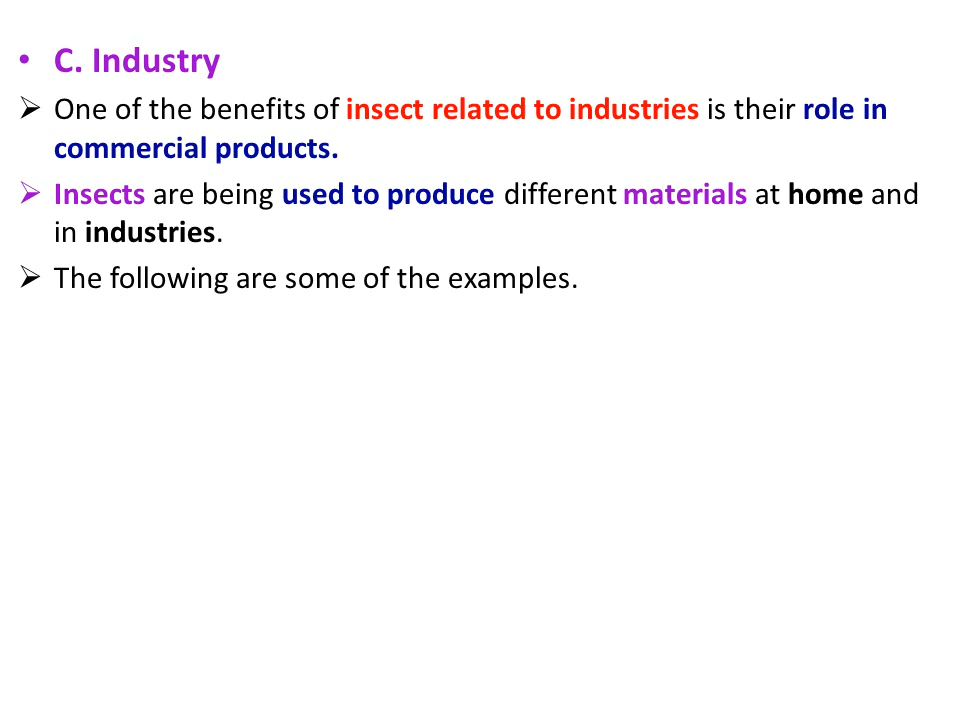 • C. Industry
➢ One of the benefits of insect related to industries is their role in
commercial products.
➢ Insects are being used to produce different materials at home and
in industries.
➢ The following are some of the examples.